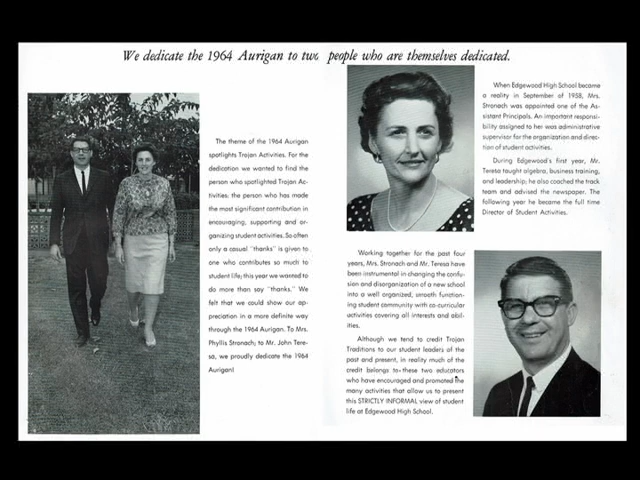 We dedicate the 1964 Aurigan to two people who are themselves dedicated.
The theme of the 1964 Aurigan
spotlights Trojan Activities. For the
dedication we wanted to find the
person who spotlighted Trojan Ac-
tivities; the person who has made
the most significant contribution in
encouraging, supporting and or-
ganizing student activities. So often
only a casual "thanks" is given to
one who contributes so much to
student life; this year we wanted to
do more than say "thanks." We
felt that we could show our ap-
preciation in a more definite way
through the 1964 Aurigan. To Mrs.
Phyllis Stronach; to Mr. John Tere-
sa, we proudly dedicate the 1964
Aurigan!
When Edgewood High School became
a reality in September of 1958, Mrs.
Stronach was appointed one of the As-
sistant Principals. An important responsi-
bility assigned to her was administrative
supervisor for the organization and direc-
tion of student activities.
During Edgewood's first year, Mr.
Teresa taught algebra, business training,
and leadership; he also coached the track
team and advised the newspaper. The
following year he became the full time
Director of Student Activities.
Working together for the past four
years, Mrs. Stronach and Mr. Teresa have
been instrumental in changing the confu-
sion and disorganization of a new school
into a well organized, smooth function-
ing student community with co-curricular
activities covering all interests and abil-
ities.
Although we tend to credit Trojan
Traditions to our student leaders of the
past and present, in reality much of the
credit belongs to these two educators
who have encouraged and promoted the
many activities that allow us to present
this STRICTLY INFORMAL view of student
life at Edgewood High School.